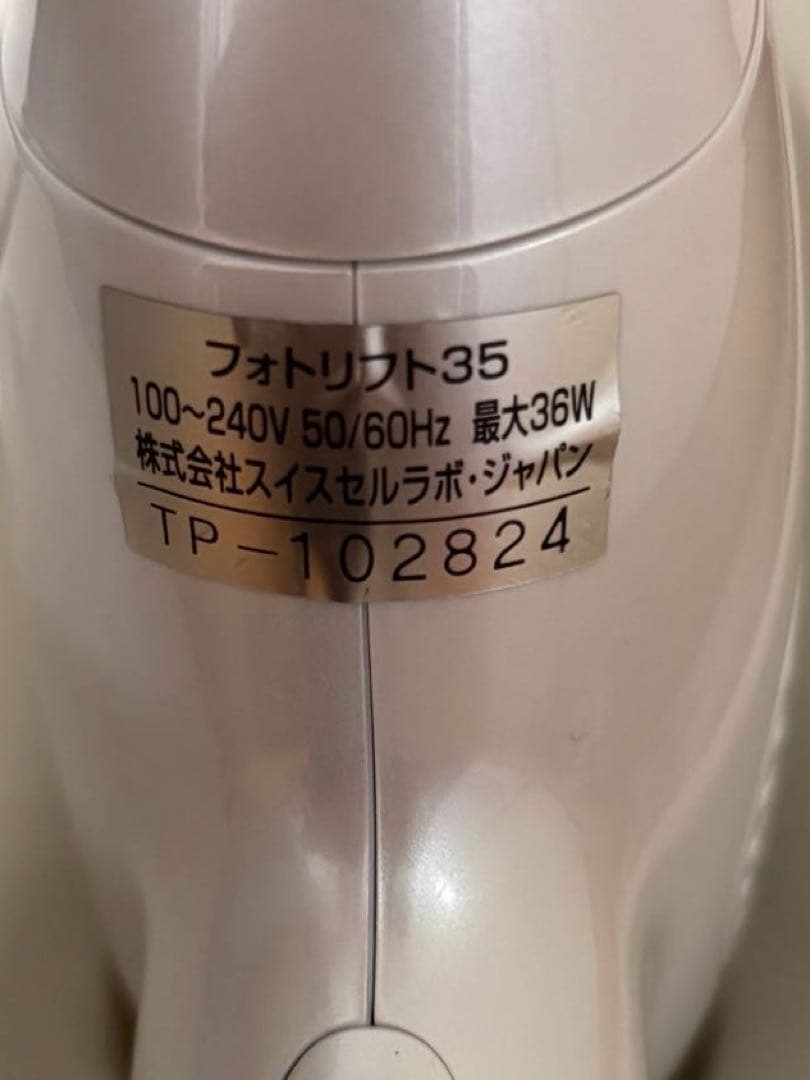 フォトリフト35
100~240V 50/60Hz 最大36W
株式会社スイスセルラボ・ジャパン
TP-102824